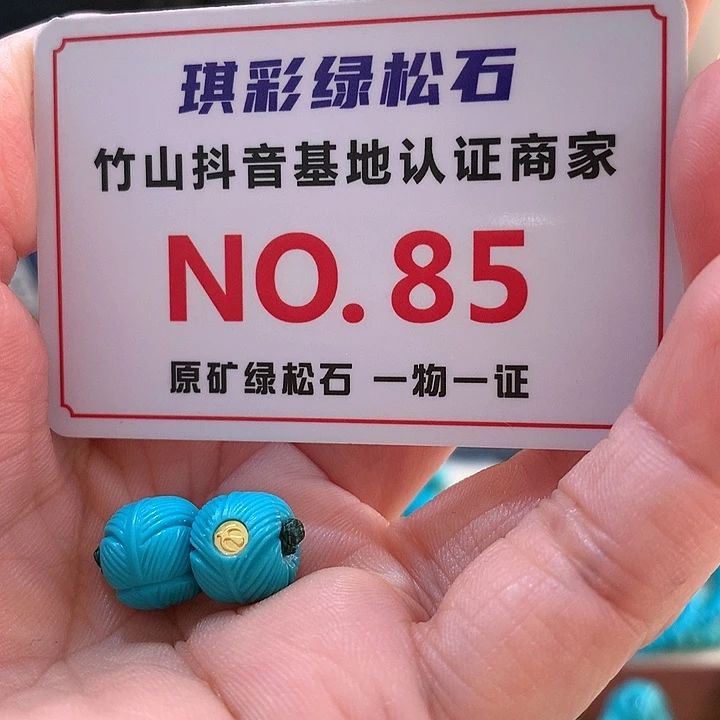 琪彩绿松石
竹山抖音基地认证商家
NO. 85
原矿绿松石 一物一证